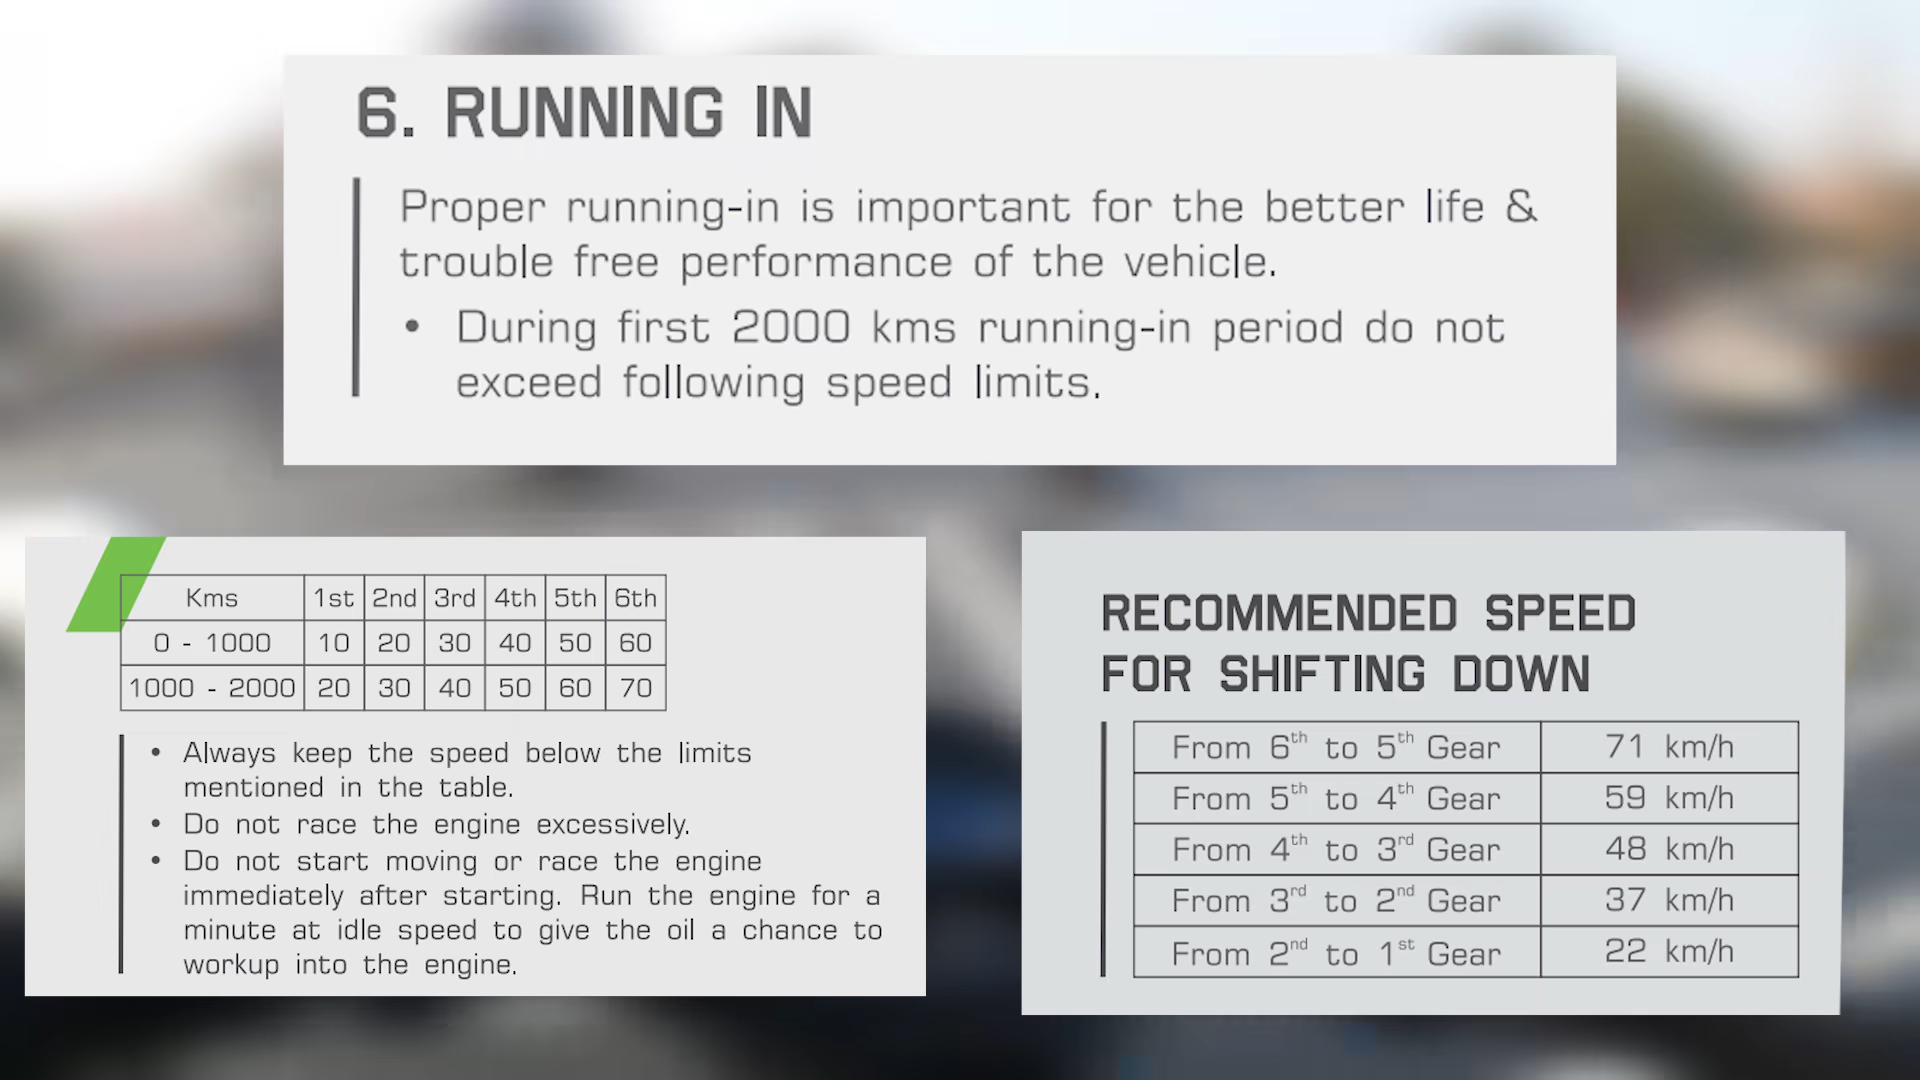 6. RUNNING IN
Proper running-in is important for the better life &
trouble free performance of the vehicle.
• During first 2000 kms running-in period do not
exceed following speed limits.
Kms 1st 2nd 3rd 4th 5th 6th
0 - 1000 10 20 30 40 50 60
1000 - 2000 20 30 40 50 60 70
• Always keep the speed below the limits
mentioned in the table.
• Do not race the engine excessively.
• Do not start moving or race the engine
immediately after starting. Run the engine for a
minute at idle speed to give the oil a chance to
workup into the engine.
RECOMMENDED SPEED
FOR SHIFTING DOWN
From 6th to 5th Gear 71 km/h
From 5th to 4th Gear 59 km/h
From 4th to 3rd Gear 48 km/h
From 3rd to 2nd Gear 37 km/h
From 2nd to 1st Gear 22 km/h